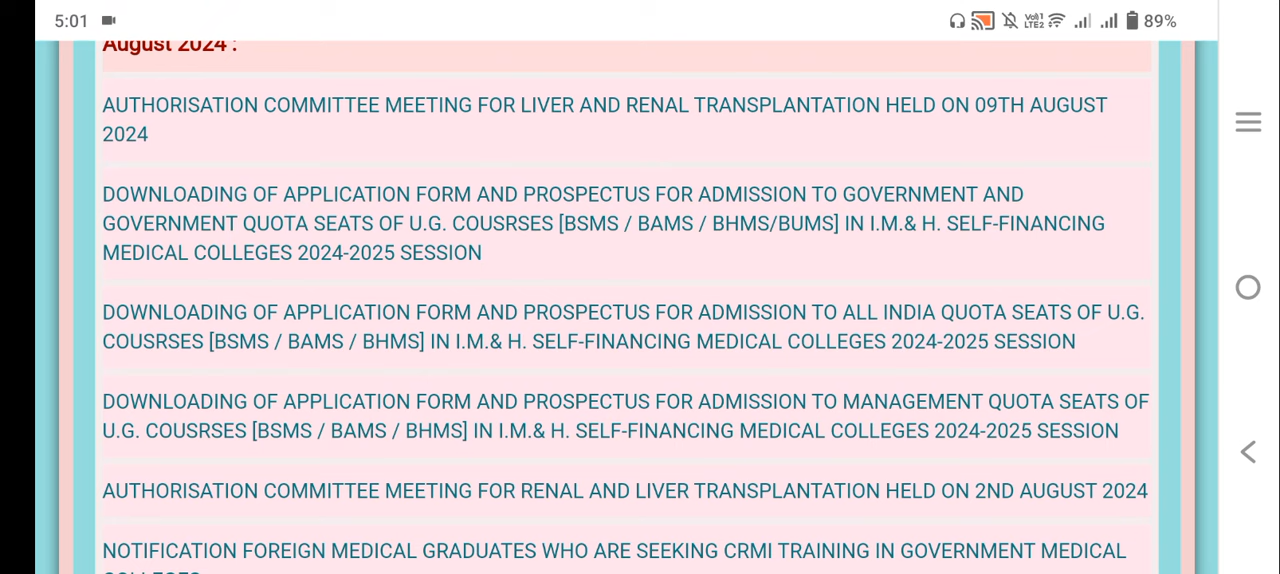 5:01 Vo) LTE2 89%
August 2024 :
AUTHORISATION COMMITTEE MEETING FOR LIVER AND RENAL TRANSPLANTATION HELD ON 09TH AUGUST
2024
DOWNLOADING OF APPLICATION FORM AND PROSPECTUS FOR ADMISSION TO GOVERNMENT AND
GOVERNMENT QUOTA SEATS OF U.G. COUSRSES [BSMS / BAMS / BHMS/BUMS] IN I.M.& H. SELF-FINANCING
MEDICAL COLLEGES 2024-2025 SESSION
DOWNLOADING OF APPLICATION FORM AND PROSPECTUS FOR ADMISSION TO ALL INDIA QUOTA SEATS OF U.G.
COUSRSES [BSMS / BAMS / BHMS] IN I.M.& H. SELF-FINANCING MEDICAL COLLEGES 2024-2025 SESSION
DOWNLOADING OF APPLICATION FORM AND PROSPECTUS FOR ADMISSION TO MANAGEMENT QUOTA SEATS OF
U.G. COUSRSES [BSMS / BAMS / BHMS] IN I.M.& H. SELF-FINANCING MEDICAL COLLEGES 2024-2025 SESSION
AUTHORISATION COMMITTEE MEETING FOR RENAL AND LIVER TRANSPLANTATION HELD ON 2ND AUGUST 2024
NOTIFICATION FOREIGN MEDICAL GRADUATES WHO ARE SEEKING CRMI TRAINING IN GOVERNMENT MEDICAL